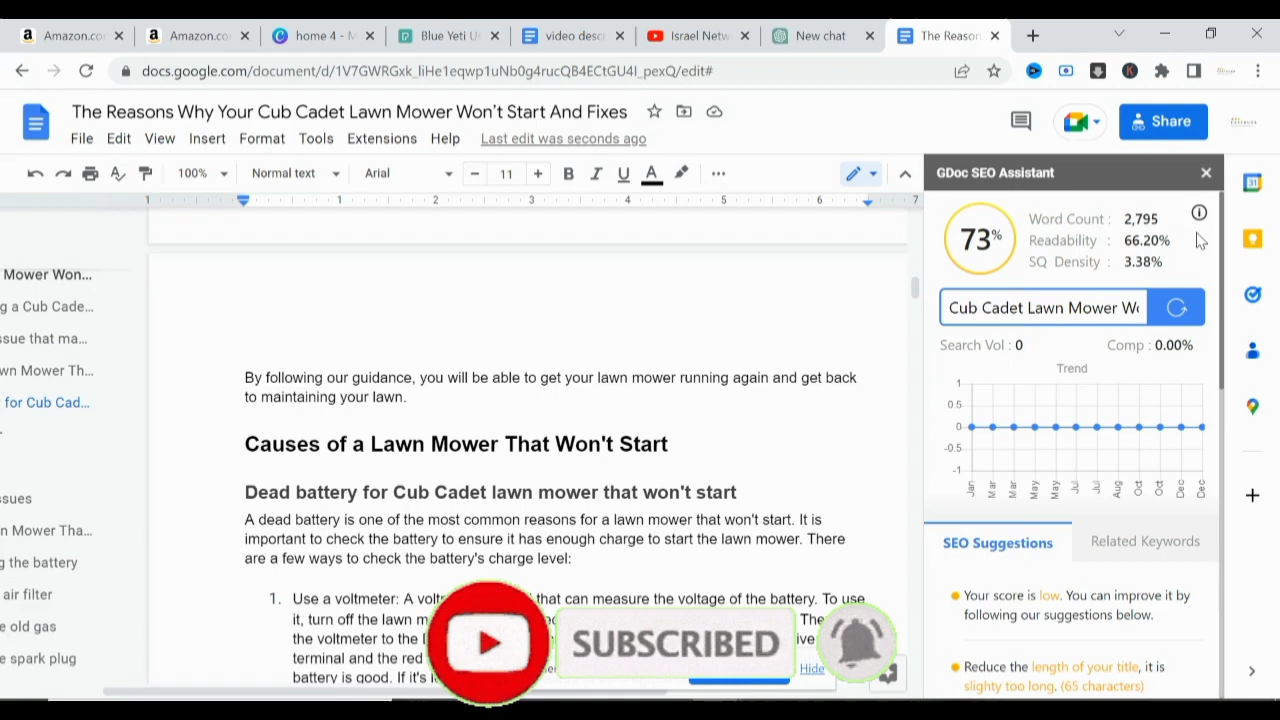 Amazon.co
Amazon.co
home 4 - M
Blue Yeti U
video desc
Israel Netw
New chat
The Reason
docs.google.com/document/d/1V7GWRGxk_liHe1eqwp1uNb0g4rucQB4ECtGU4I_pexQ/edit#
The Reasons Why Your Cub Cadet Lawn Mower Won't Start And Fixes
File Edit View Insert Format Tools Extensions Help Last edit was seconds ago
Share
100% Normal text Arial 11 B I U A
1 1 2 3 4 5 6 7
Mower Won...
g a Cub Cade...
sue that ma...
wn Mower Th...
for Cub Cad...
ssues
n Mower Tha...
g the battery
air filter
e old gas
e spark plug
By following our guidance, you will be able to get your lawn mower running again and get back
to maintaining your lawn.
Causes of a Lawn Mower That Won't Start
Dead battery for Cub Cadet lawn mower that won't start
A dead battery is one of the most common reasons for a lawn mower that won't start. It is
important to check the battery to ensure it has enough charge to start the lawn mower. There
are a few ways to check the battery's charge level:
1. Use a voltmeter: A volt that can measure the voltage of the battery. To use
it, turn off the lawn m The
the voltmeter to the ive
terminal and the red
battery is good. If it's Hide
SUBSCRIBED
GDoc SEO Assistant
73%
Word Count : 2,795
Readability : 66.20%
SQ Density : 3.38%
Cub Cadet Lawn Mower Wo
Search Vol : 0 Comp : 0.00%
Trend
1
0.5
0
-0.5
-1
Jan Mar Mar May May Jul Jul Aug Oct Oct Dec Dec
SEO Suggestions Related Keywords
Your score is low. You can improve it by
following our suggestions below.
Reduce the length of your title, it is
slighty too long. (65 characters)
31